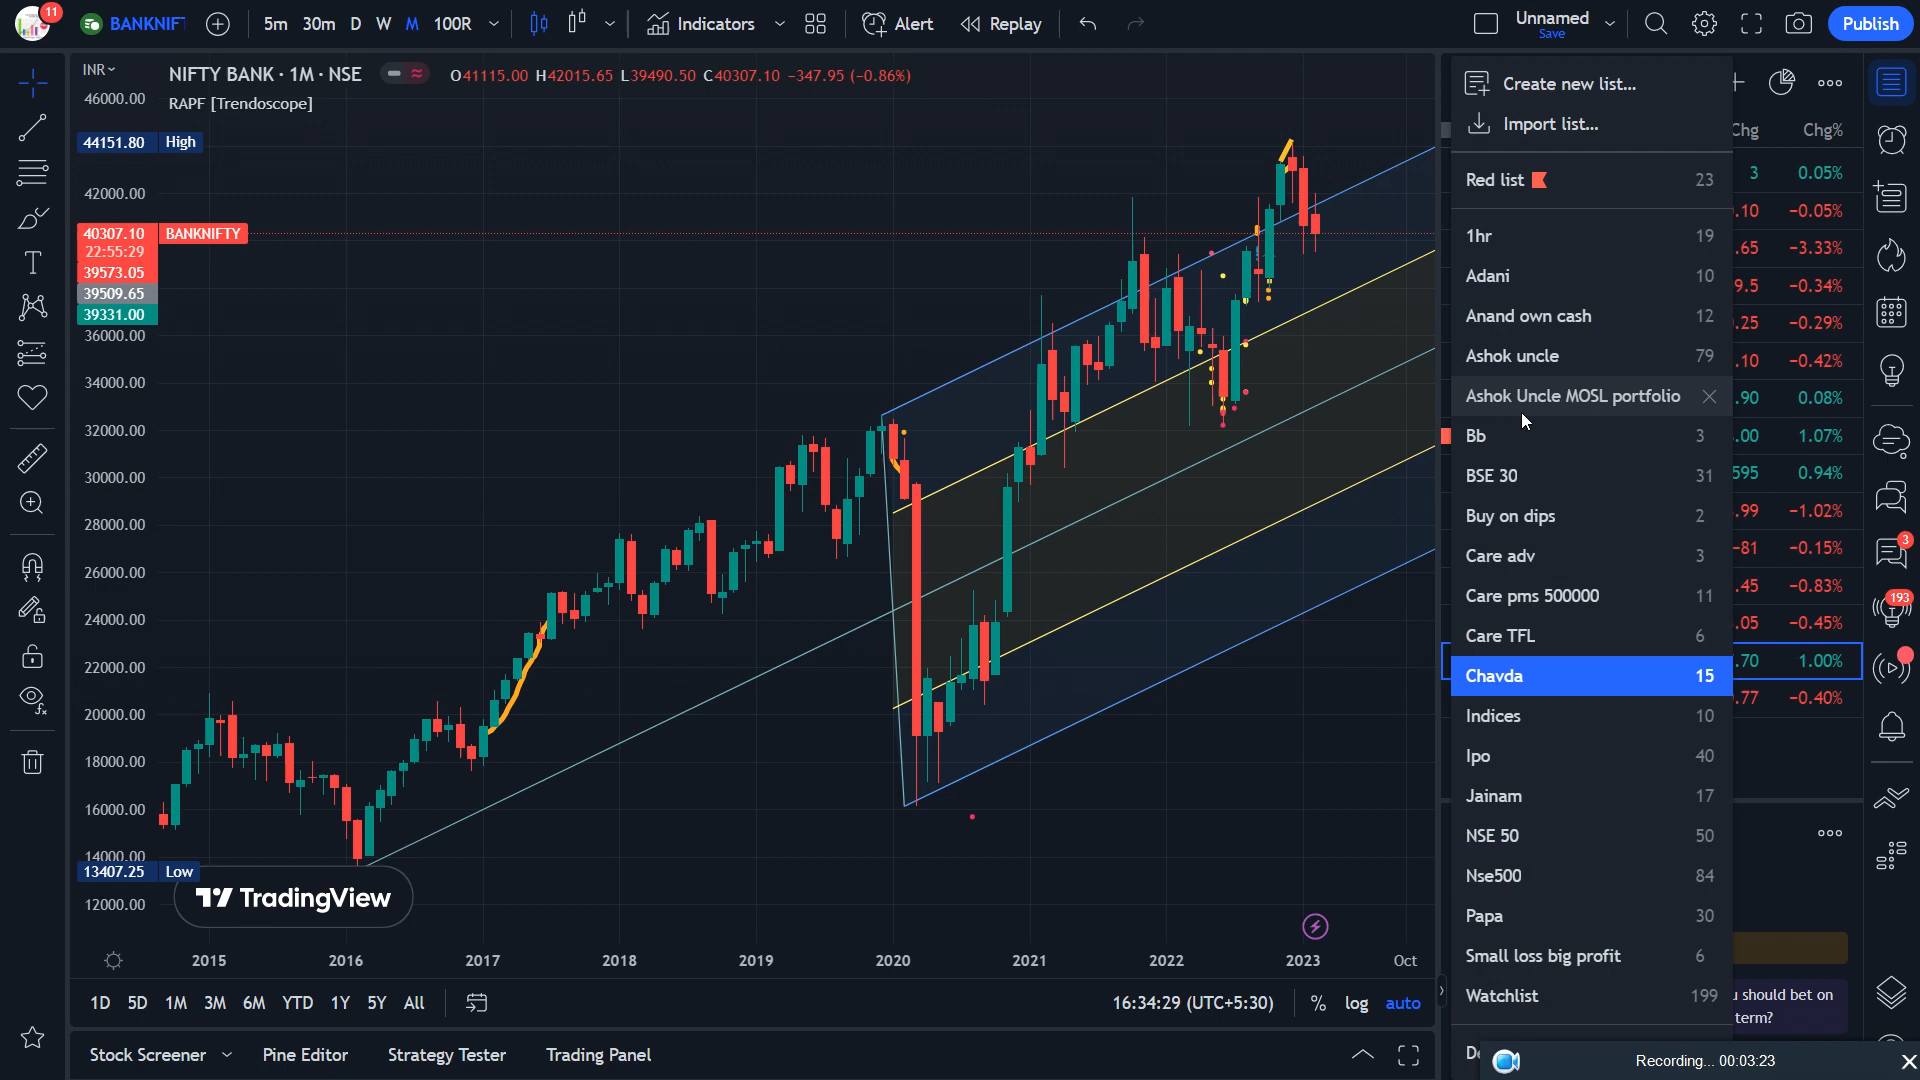 11
BANKNIFT
5m 30m D W M 100R
Indicators
Alert
Replay
Unnamed
Save
Publish
INR
NIFTY BANK · 1M · NSE
O41115.00 H42015.65 L39490.50 C40307.10 −347.95 (−0.86%)
RAPF [Trendoscope]
46000.00
44151.80 High
42000.00
40307.10 BANKNIFTY
22:55:29
39573.05
39509.65
39331.00
36000.00
34000.00
32000.00
30000.00
28000.00
26000.00
24000.00
22000.00
20000.00
18000.00
16000.00
14000.00
13407.25 Low
12000.00
TradingView
2015 2016 2017 2018 2019 2020 2021 2022 2023 Oct
1D 5D 1M 3M 6M YTD 1Y 5Y All
16:34:29 (UTC+5:30)
% log auto
Stock Screener
Pine Editor
Strategy Tester
Trading Panel
Create new list...
Import list...
Red list 23
1hr 19
Adani 10
Anand own cash 12
Ashok uncle 79
Ashok Uncle MOSL portfolio
Bb 3
BSE 30 31
Buy on dips 2
Care adv 3
Care pms 500000 11
Care TFL 6
Chavda 15
Indices 10
Ipo 40
Jainam 17
NSE 50 50
Nse500 84
Papa 30
Small loss big profit 6
Watchlist 199
Chg Chg%
3 0.05%
.10 −0.05%
.65 −3.33%
9.5 −0.34%
.25 −0.29%
.10 −0.42%
.90 0.08%
.00 1.07%
595 0.94%
.99 −1.02%
−81 −0.15%
.45 −0.83%
.05 −0.45%
.70 1.00%
.77 −0.40%
should bet on
term?
3
193
Recording... 00:03:23